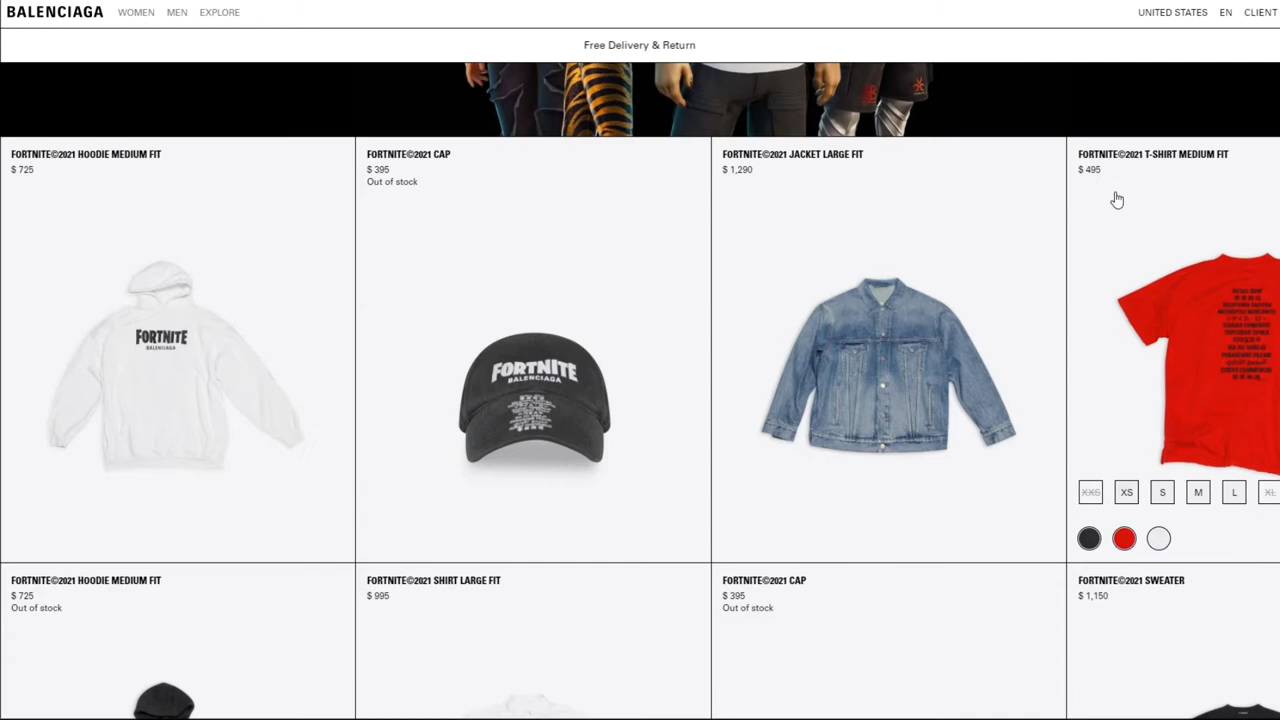 BALENCIAGA WOMEN MEN EXPLORE UNITED STATES EN CLIENT
Free Delivery & Return
FORTNITE©2021 HOODIE MEDIUM FIT
$ 725
FORTNITE©2021 CAP
$ 395
Out of stock
FORTNITE©2021 JACKET LARGE FIT
$ 1,290
FORTNITE©2021 T-SHIRT MEDIUM FIT
$ 495
FORTNITE
BALENCIAGA
FORTNITE
BALENCIAGA
XXS XS S M L XL
FORTNITE©2021 HOODIE MEDIUM FIT
$ 725
Out of stock
FORTNITE©2021 SHIRT LARGE FIT
$ 995
FORTNITE©2021 CAP
$ 395
Out of stock
FORTNITE©2021 SWEATER
$ 1,150